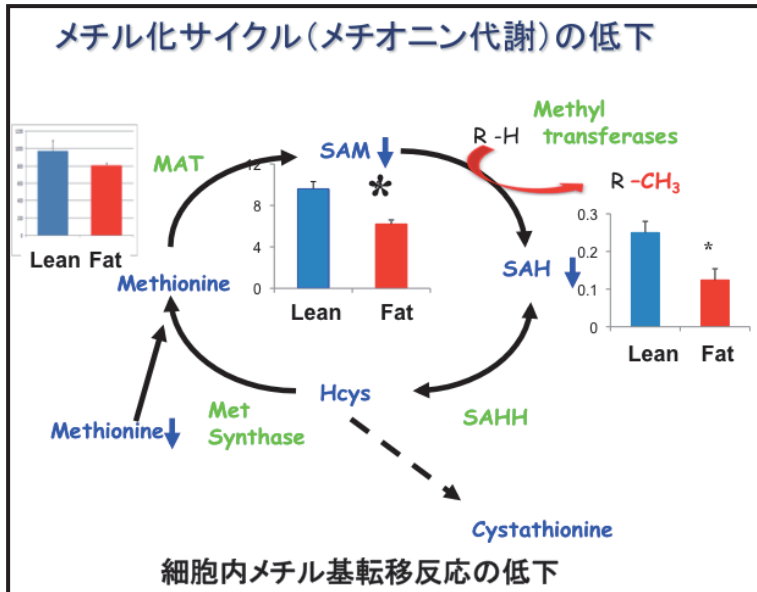 メチル化サイクル(メチオニン代謝)の低下
MAT
SAM
R -H
Methyl
transferases
R -CH₃
12
8
4
0
Lean Fat
Lean Fat
Methionine
SAH
0.3
0.2
0.1
0
Lean Fat
Hcys
SAHH
Met
Synthase
Methionine
Cystathionine
細胞内メチル基転移反応の低下